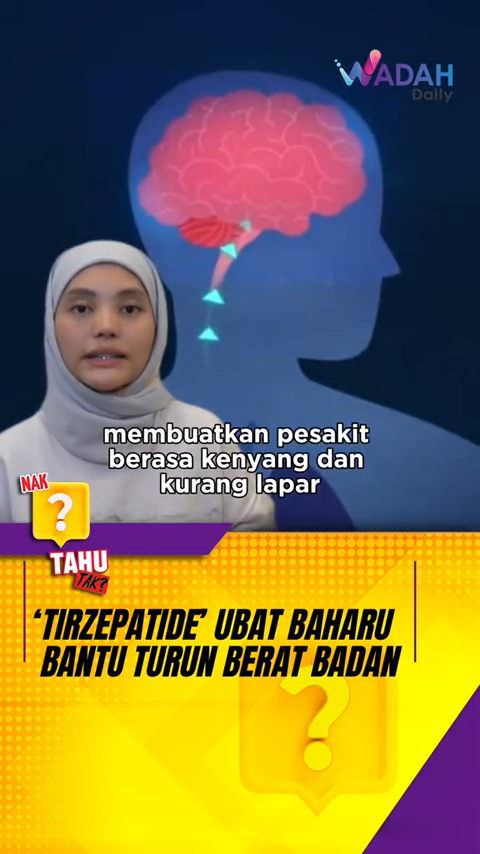 WADAH
Daily
membuatkan pesakit
berasa kenyang dan
kurang lapar
NAK
?
TAHU
TAK?
‘TIRZEPATIDE’ UBAT BAHARU
BANTU TURUN BERAT BADAN
?